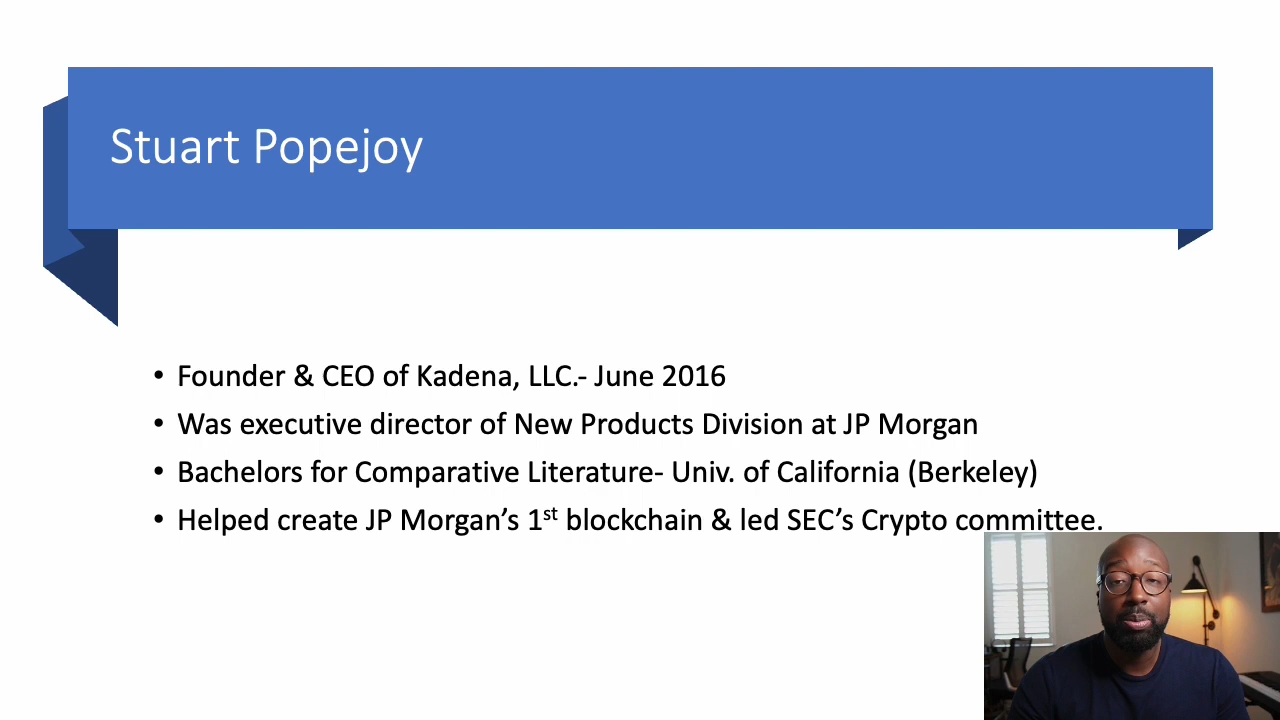 Stuart Popejoy
• Founder & CEO of Kadena, LLC.- June 2016
• Was executive director of New Products Division at JP Morgan
• Bachelors for Comparative Literature- Univ. of California (Berkeley)
• Helped create JP Morgan’s 1st blockchain & led SEC’s Crypto committee.